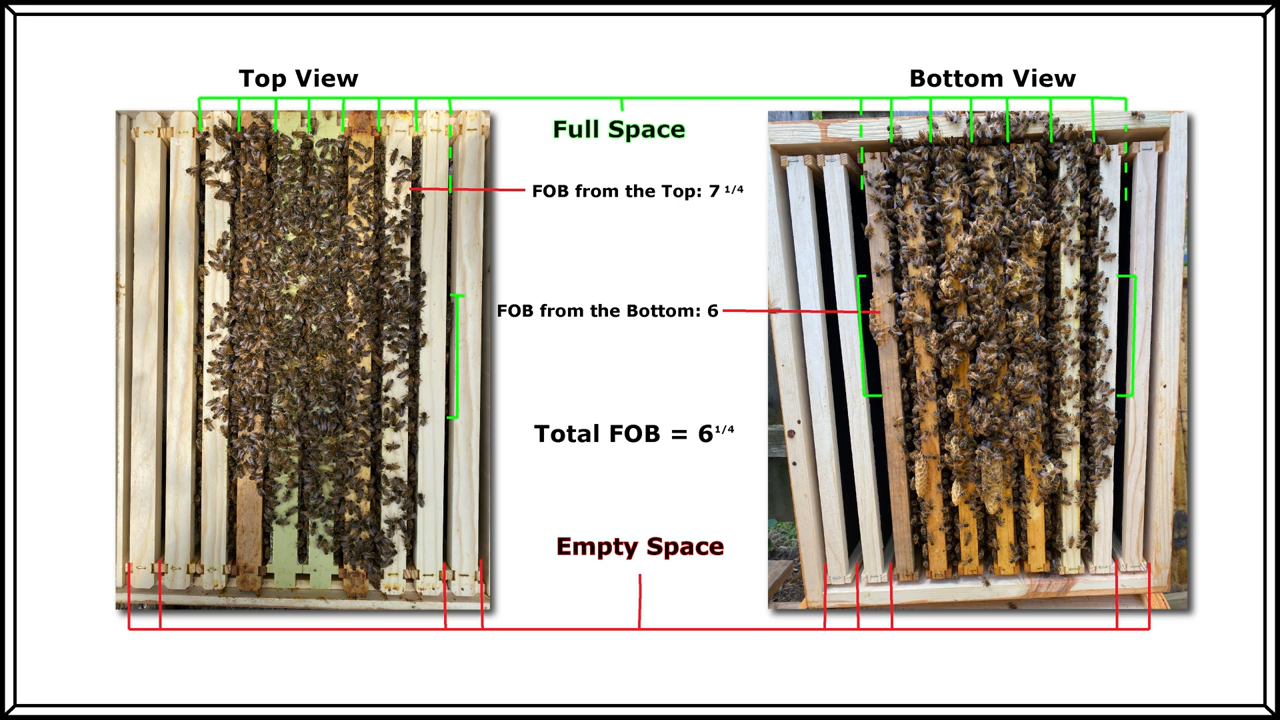 Top View
Bottom View
Full Space
FOB from the Top: 7 1/4
FOB from the Bottom: 6
Total FOB = 6 1/4
Empty Space